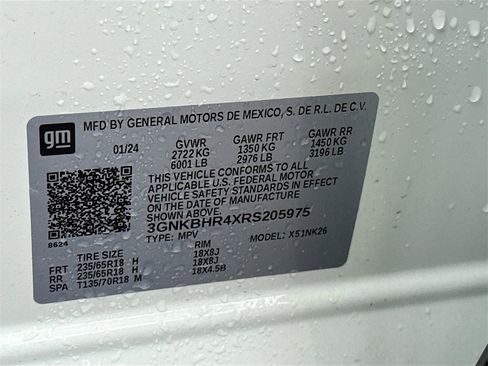 gm
MFD BY GENERAL MOTORS DE MEXICO, S. DE R.L. DE C.V.
01/24 GVWR GAWR FRT GAWR RR
2722 KG 1350 KG 1450 KG
6001 LB 2976 LB 3196 LB
THIS VEHICLE CONFORMS TO ALL
APPLICABLE U.S. FEDERAL MOTOR
VEHICLE SAFETY STANDARDS IN EFFECT
ON THE DATE OF MANUFACTURE
SHOWN ABOVE.
3GNKBHR4XRS205975
TYPE: MPV MODEL: X51NK26
8624
TIRE SIZE RIM
FRT 235/65R18 H 18X8J
RR 235/65R18 H 18X8J
SPA T135/70R18 M 18X4.5B